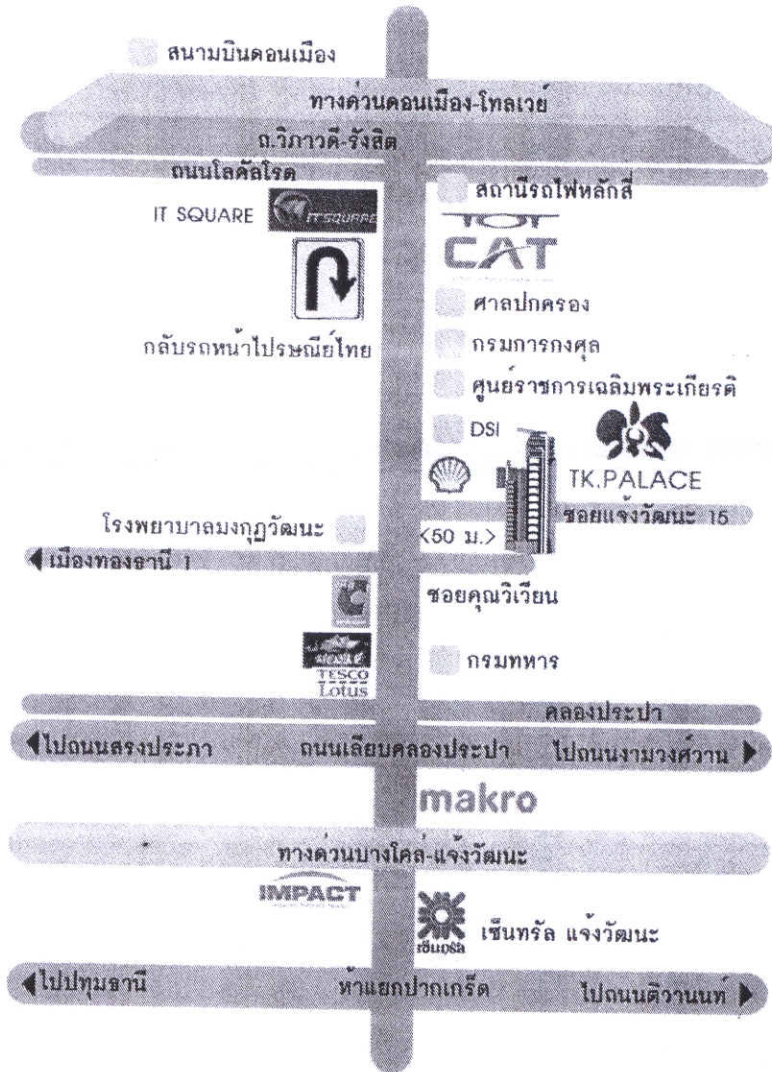 สนามบินดอนเมือง
ทางด่วนดอนเมือง-โทลเวย์
ถ.วิภาวดี-รังสิต
ถนนโลคัลโรด
สถานีรถไฟหลักสี่
IT SQUARE
IT SQUARE
TOT
CAT
ศาลปกครอง
กลับรถหน้าไปรษณีย์ไทย
กรมการกงศุล
ศูนย์ราชการเฉลิมพระเกียรติ
DSI
TK.PALACE
ซอยแจ้งวัฒนะ 15
โรงพยาบาลมงกุฎวัฒนะ
<50 ม.>
เมืองทองธานี 1
ซอยคุณวิเวียน
กรมทหาร
TESCO
Lotus
คลองประปา
ไปถนนสรงประภา
ถนนเลียบคลองประปา
ไปถนนงามวงศ์วาน
makro
ทางด่วนบางโคล่-แจ้งวัฒนะ
IMPACT
เซ็นทรัล
เซ็นทรัล แจ้งวัฒนะ
ไปปทุมธานี
ห้าแยกปากเกร็ด
ไปถนนติวานนท์